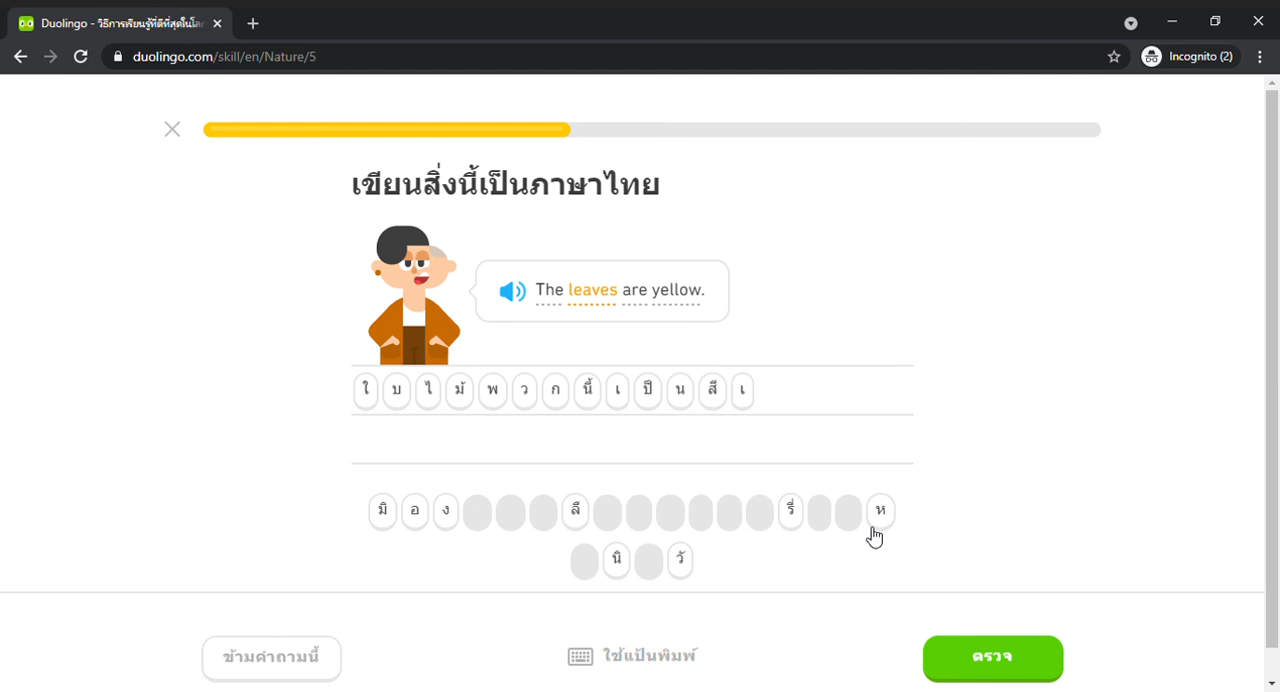 Duolingo - วิธีการเรียนรู้ที่ดีที่สุดในโล
duolingo.com/skill/en/Nature/5
Incognito (2)
เขียนสิ่งนี้เป็นภาษาไทย
The leaves are yellow.
ใ บ ไ ม้ พ ว ก นี้ เ ป็ น สี เ
มิ อ ง ลื รี่ ห
นิ วั
ข้ามคำถามนี้
ใช้แป้นพิมพ์
ตรวจ